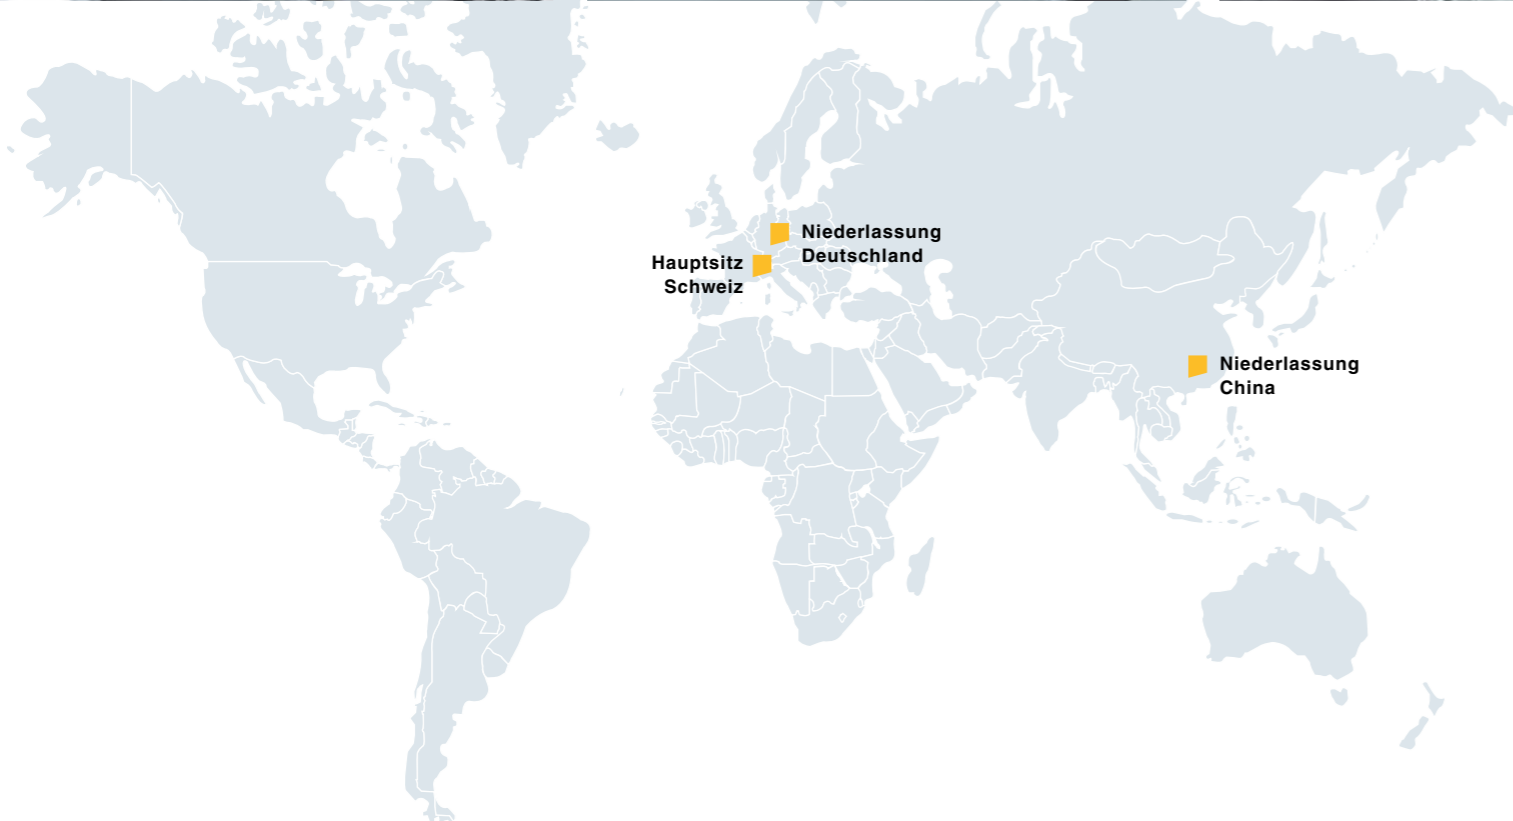 Niederlassung
Deutschland
Hauptsitz
Schweiz
Niederlassung
China